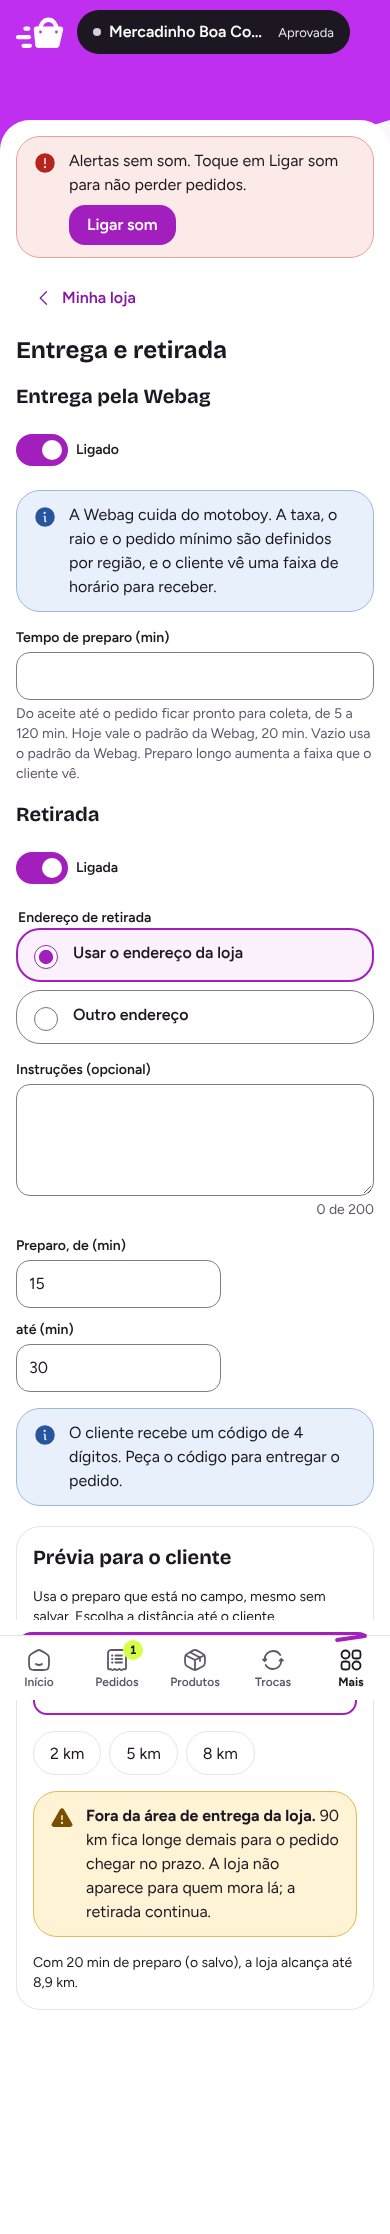 Mercadinho Boa Co... Aprovada
Alertas sem som. Toque em Ligar som
para não perder pedidos.
Ligar som
Minha loja
Entrega e retirada
Entrega pela Webag
Ligado
A Webag cuida do motoboy. A taxa, o
raio e o pedido mínimo são definidos
por região, e o cliente vê uma faixa de
horário para receber.
Tempo de preparo (min)
Do aceite até o pedido ficar pronto para coleta, de 5 a
120 min. Hoje vale o padrão da Webag, 20 min. Vazio usa
o padrão da Webag. Preparo longo aumenta a faixa que o
cliente vê.
Retirada
Ligada
Endereço de retirada
Usar o endereço da loja
Outro endereço
Instruções (opcional)
0 de 200
Preparo, de (min)
15
até (min)
30
O cliente recebe um código de 4
dígitos. Peça o código para entregar o
pedido.
Prévia para o cliente
Usa o preparo que está no campo, mesmo sem
salvar. Escolha a distância até o cliente.
1
Início Pedidos Produtos Trocas Mais
2 km 5 km 8 km
Fora da área de entrega da loja. 90
km fica longe demais para o pedido
chegar no prazo. A loja não
aparece para quem mora lá; a
retirada continua.
Com 20 min de preparo (o salvo), a loja alcança até
8,9 km.